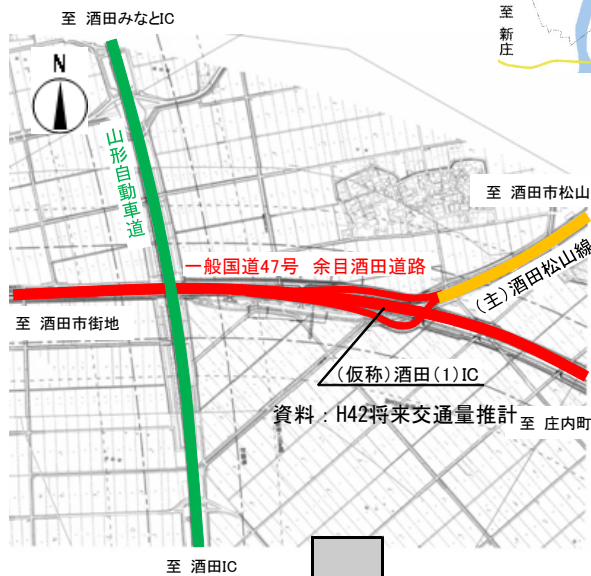 至 酒田みなとIC
至 新庄
N
山形自動車道
至 酒田市松山
一般国道47号 余目酒田道路
(主)酒田松山線
至 酒田市街地
(仮称)酒田(1)IC
資料：H42将来交通量推計
至 庄内町
至 酒田IC